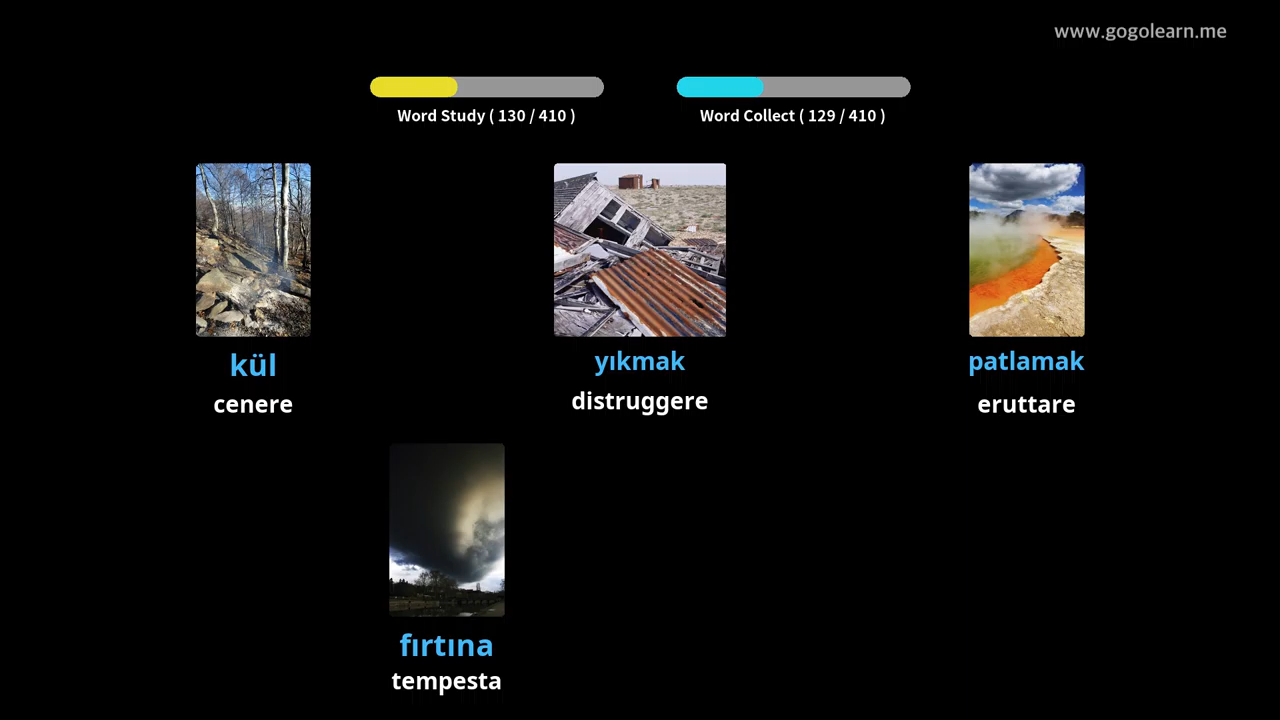 www.gogolearn.me
Word Study ( 130 / 410 )
Word Collect ( 129 / 410 )
kül
cenere
yıkmak
distruggere
patlamak
eruttare
fırtına
tempesta